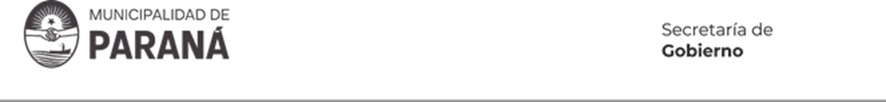 MUNICIPALIDAD DE
PARANÁ
Secretaría de
Gobierno